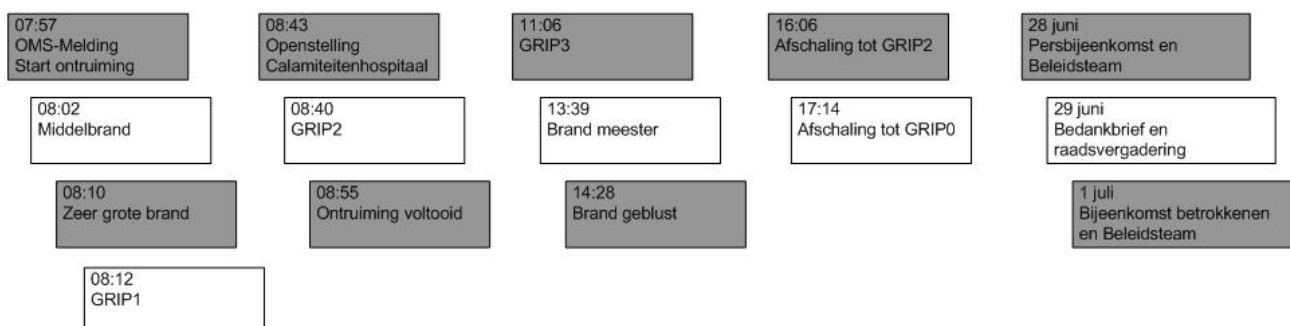 07:57
OMS-Melding
Start ontruiming
08:02
Middelbrand
08:10
Zeer grote brand
08:12
GRIP1
08:43
Openstelling
Calamiteitenhospitaal
08:40
GRIP2
08:55
Ontruiming voltooid
11:06
GRIP3
13:39
Brand meester
14:28
Brand geblust
16:06
Afschaling tot GRIP2
17:14
Afschaling tot GRIP0
28 juni
Persbijeenkomst en
Beleidsteam
29 juni
Bedankbrief en
raadsvergadering
1 juli
Bijeenkomst betrokkenen
en Beleidsteam